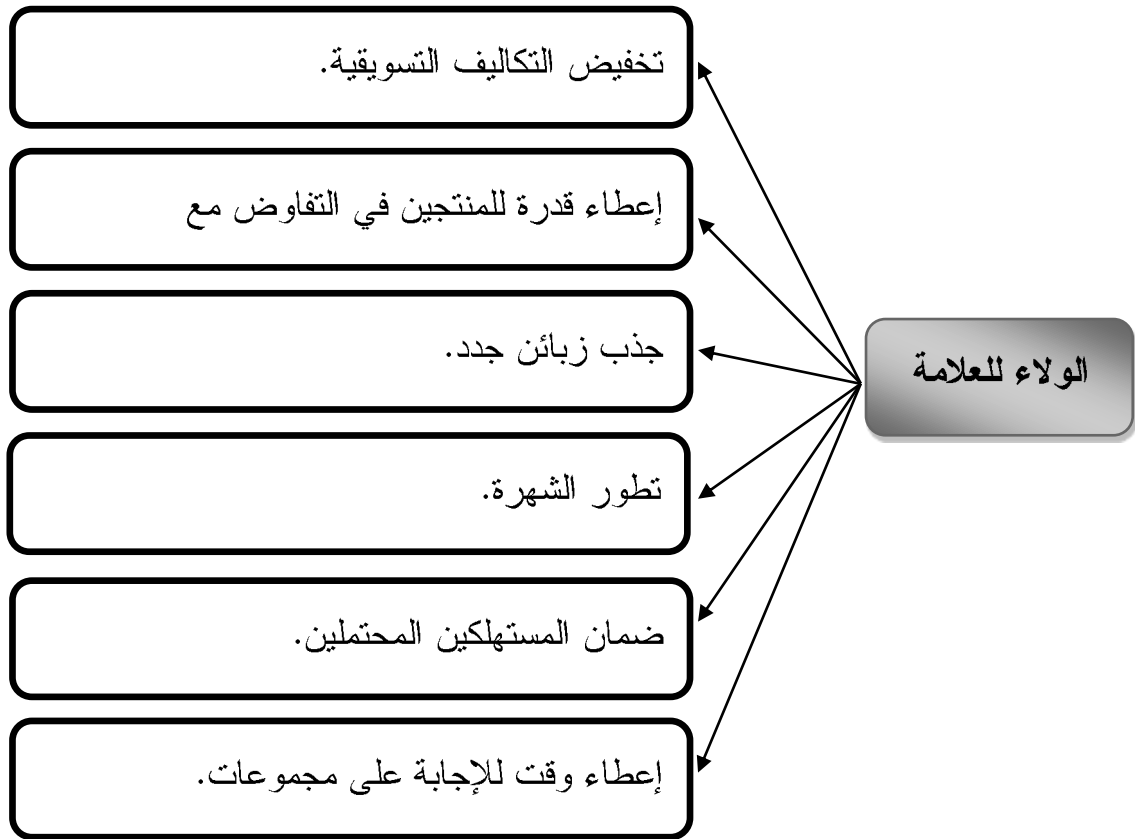 تخفيض التكاليف التسويقية.
إعطاء قدرة للمنتجين في التفاوض مع
جذب زبائن جدد.
الولاء للعلامة
تطور الشهرة.
ضمان المستهلكين المحتملين.
إعطاء وقت للإجابة على مجموعات.